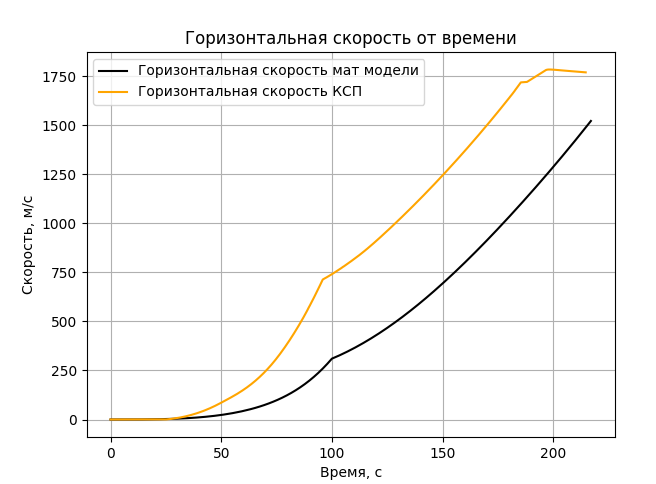 Горизонтальная скорость от времени
Горизонтальная скорость мат модели
Горизонтальная скорость КСП
Скорость, м/с
1750
1500
1250
1000
750
500
250
0
0 50 100 150 200
Время, с